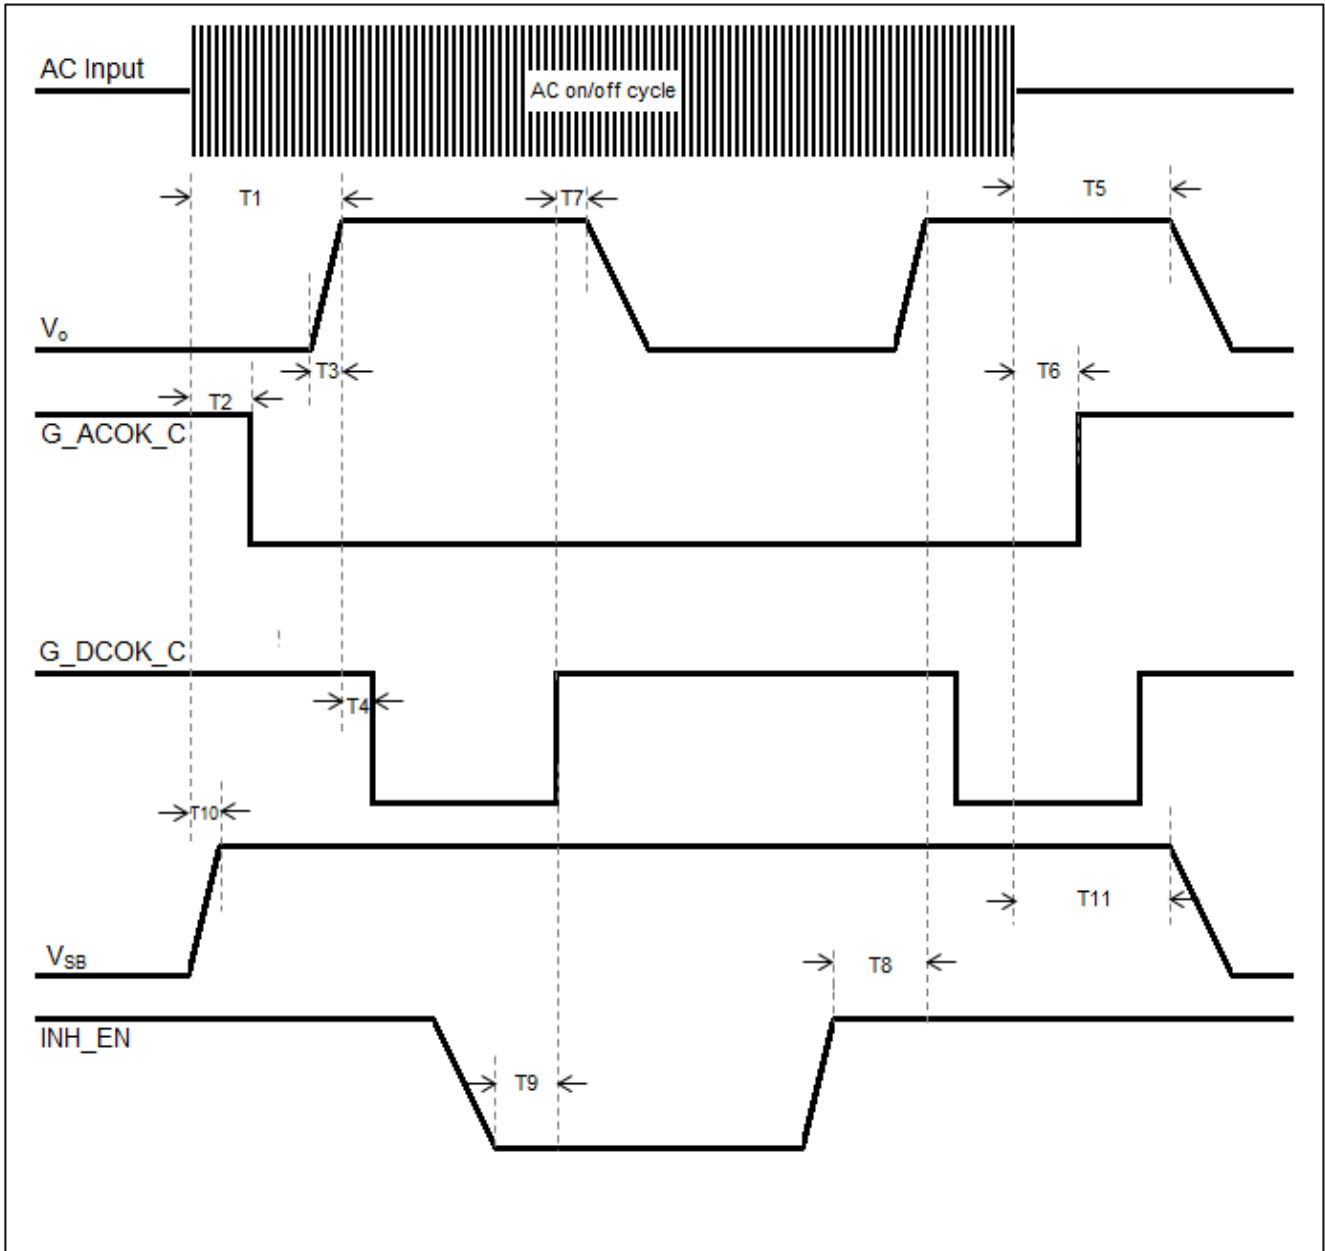 AC Input
AC on/off cycle
T1
T7
T5
Vo
T3
T6
T2
G_ACOK_C
G_DCOK_C
T4
T10
T11
VSB
T8
INH_EN
T9